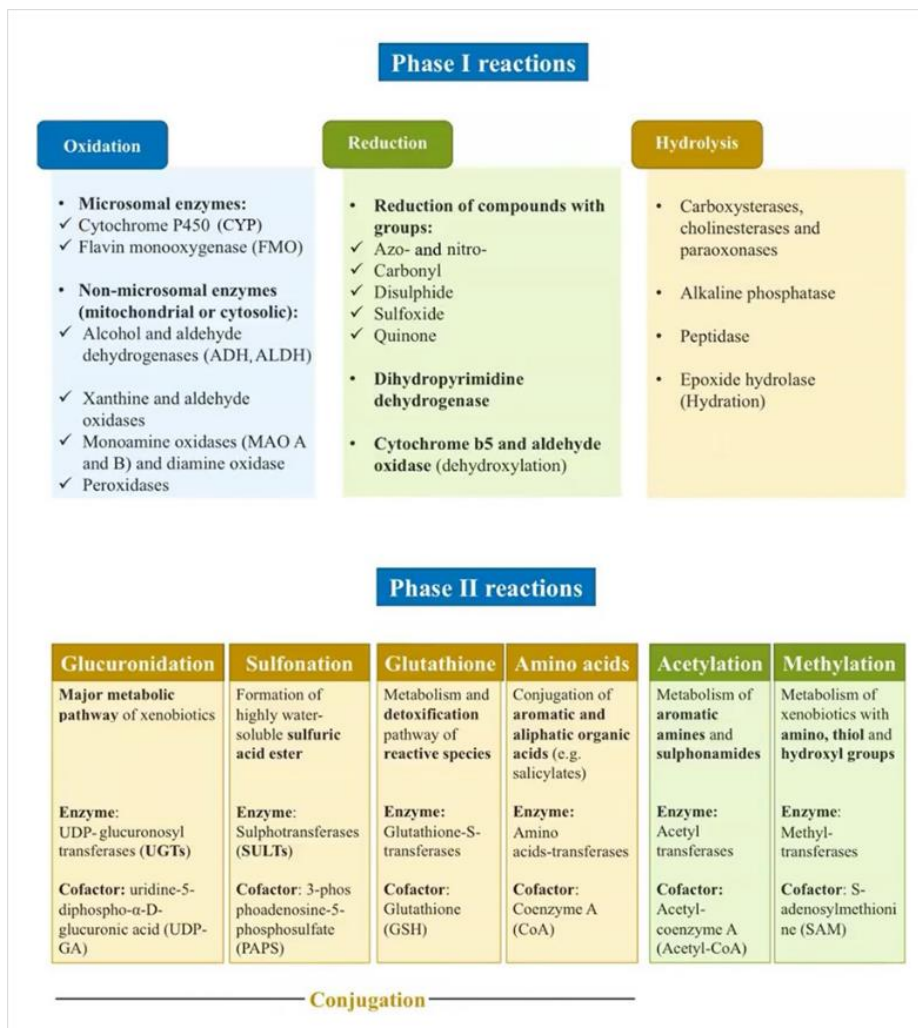 Phase I reactions
Oxidation
• Microsomal enzymes:
✓ Cytochrome P450 (CYP)
✓ Flavin monooxygenase (FMO)
• Non-microsomal enzymes
(mitochondrial or cytosolic):
✓ Alcohol and aldehyde
dehydrogenases (ADH, ALDH)
✓ Xanthine and aldehyde
oxidases
✓ Monoamine oxidases (MAO A
and B) and diamine oxidase
✓ Peroxidases
Reduction
• Reduction of compounds with
groups:
✓ Azo- and nitro-
✓ Carbonyl
✓ Disulphide
✓ Sulfoxide
✓ Quinone
• Dihydropyrimidine
dehydrogenase
• Cytochrome b5 and aldehyde
oxidase (dehydroxylation)
Hydrolysis
• Carboxysterases,
cholinesterases and
paraoxonases
• Alkaline phosphatase
• Peptidase
• Epoxide hydrolase
(Hydration)
Phase II reactions
Glucuronidation
Major metabolic
pathway of xenobiotics
Enzyme:
UDP- glucuronosyl
transferases (UGTs)
Cofactor: uridine-5-
diphospho-α-D-
glucuronic acid (UDP-
GA)
Sulfonation
Formation of
highly water-
soluble sulfuric
acid ester
Enzyme:
Sulphotransferases
(SULTs)
Cofactor: 3-phos
phoadenosine-5-
phosphosulfate
(PAPS)
Glutathione
Metabolism and
detoxification
pathway of
reactive species
Enzyme:
Glutathione-S-
transferases
Cofactor:
Glutathione
(GSH)
Amino acids
Conjugation of
aromatic and
aliphatic organic
acids (e.g.
salicylates)
Enzyme:
Amino
acids-transferases
Cofactor:
Coenzyme A
(CoA)
Acetylation
Metabolism of
aromatic
amines and
sulphonamides
Enzyme:
Acetyl
transferases
Cofactor:
Acetyl-
coenzyme A
(Acetyl-CoA)
Methylation
Metabolism of
xenobiotics with
amino, thiol and
hydroxyl groups
Enzyme:
Methyl-
transferases
Cofactor: S-
adenosylmethioni
ne (SAM)
Conjugation